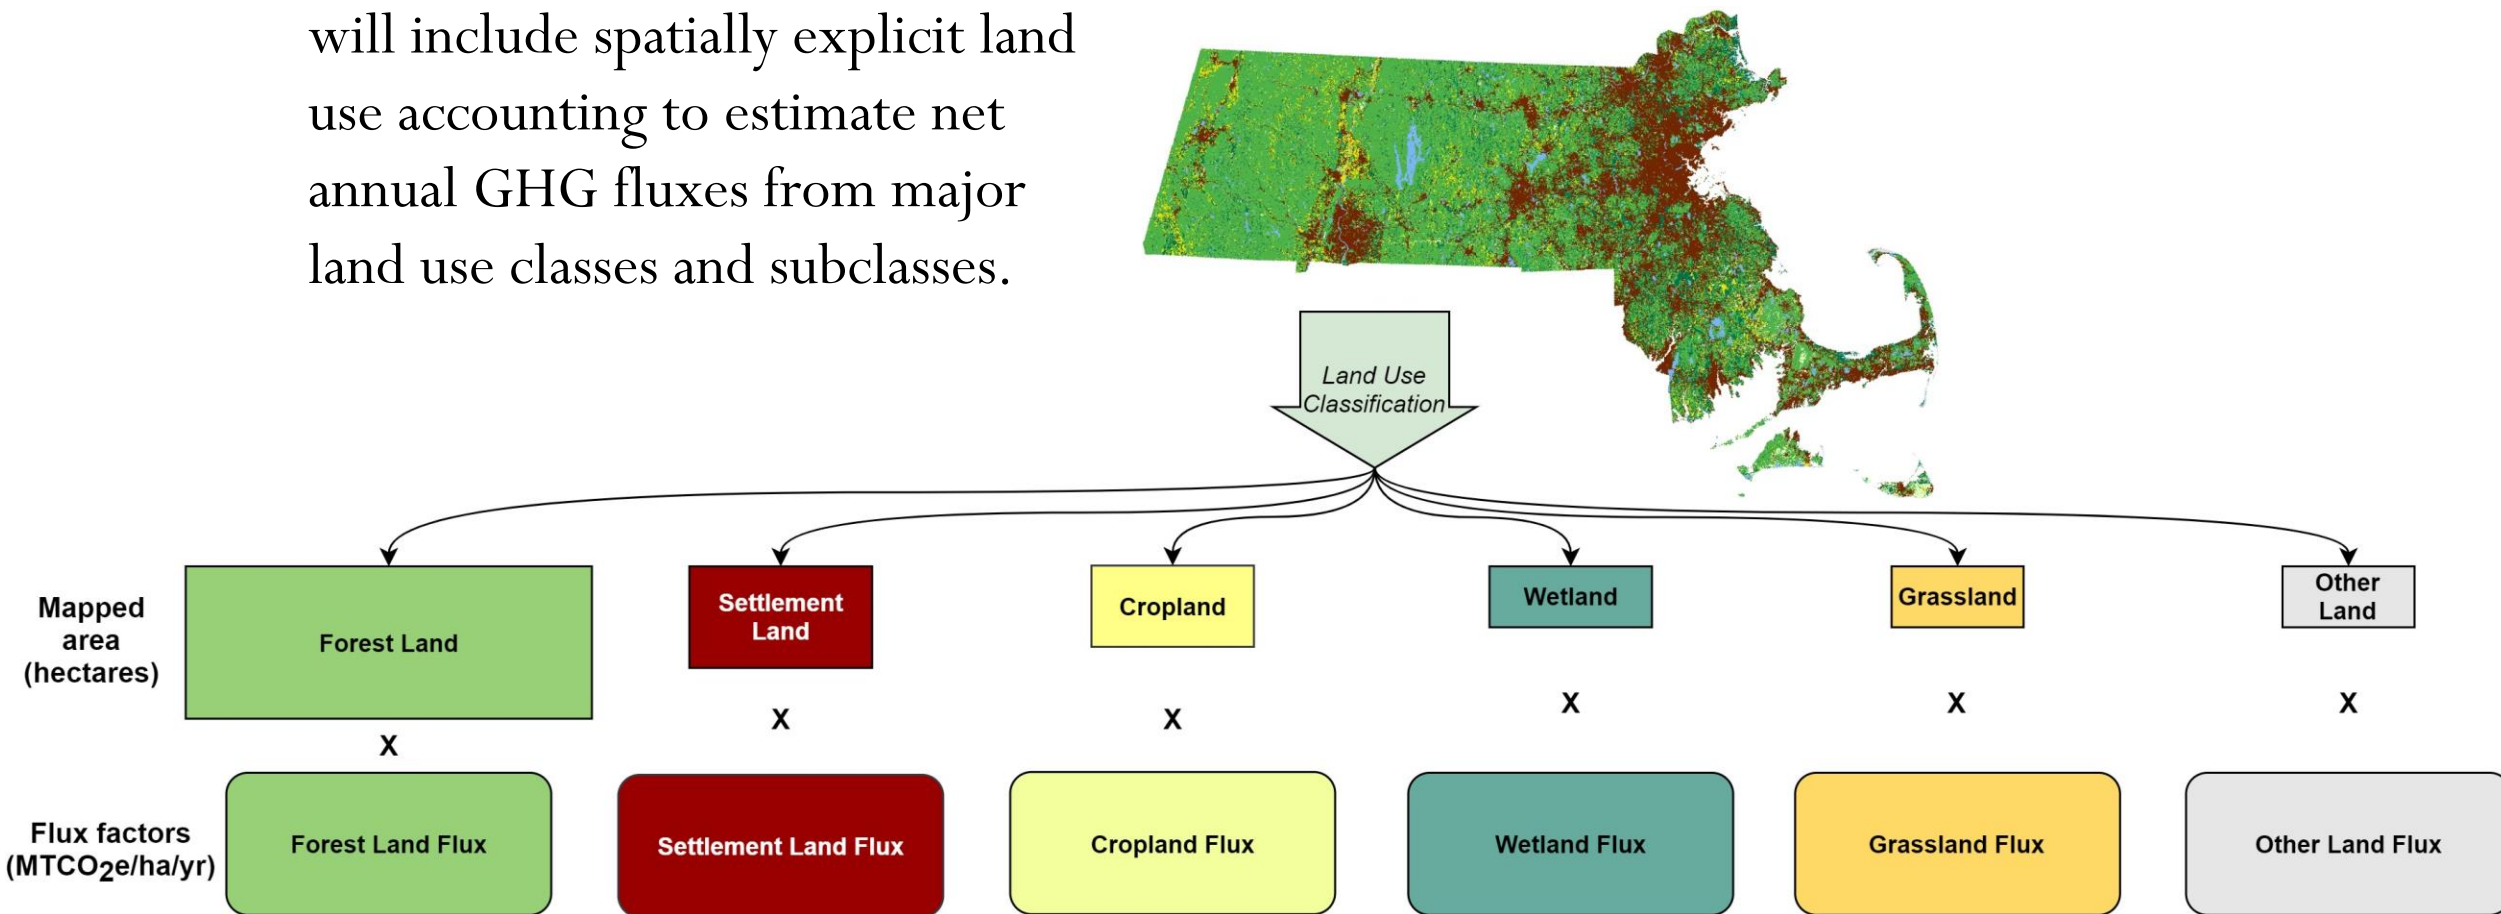 will include spatially explicit land
use accounting to estimate net
annual GHG fluxes from major
land use classes and subclasses.
Land Use
Classification
Mapped
area
(hectares)
Forest Land
Settlement
Land
Cropland
Wetland
Grassland
Other
Land
X
X
X
X
X
X
Flux factors
(MTCO2e/ha/yr)
Forest Land Flux
Settlement Land Flux
Cropland Flux
Wetland Flux
Grassland Flux
Other Land Flux